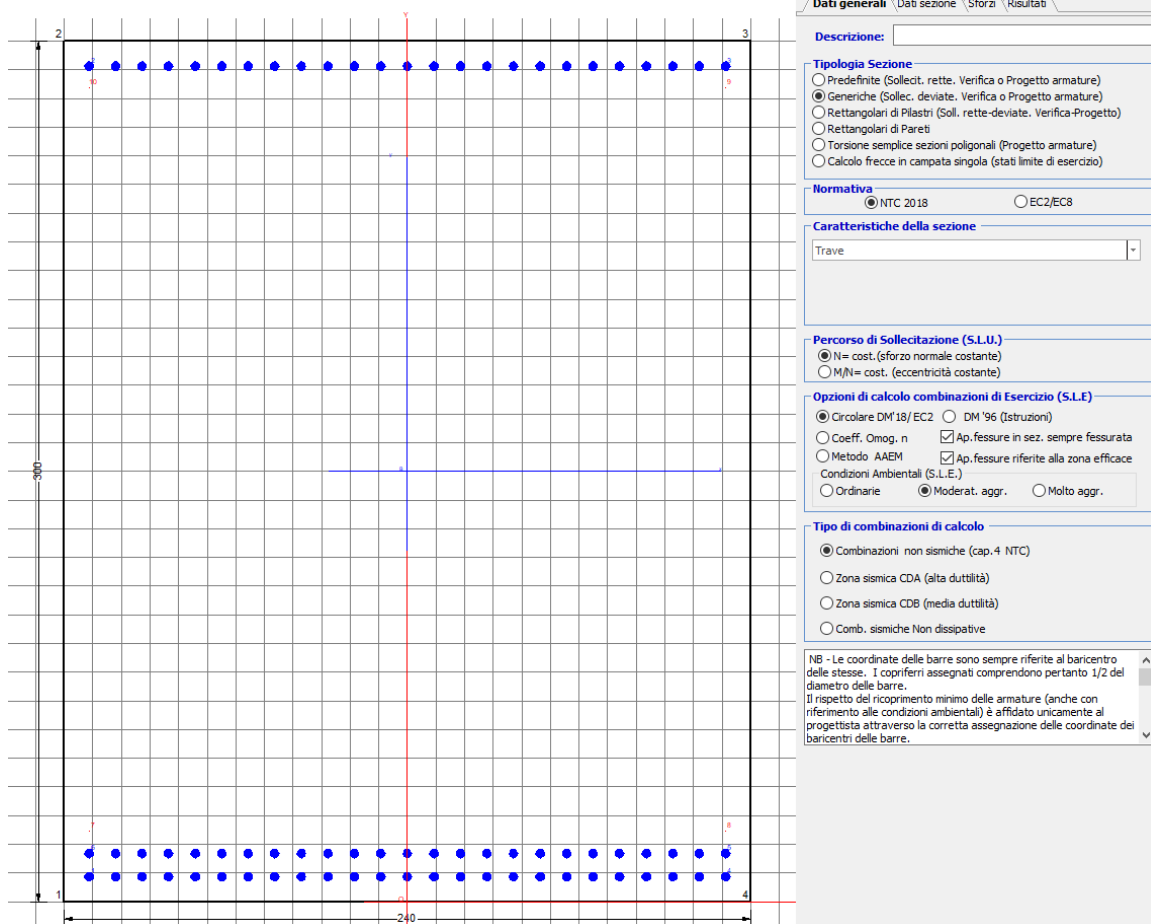 Dati generali Dati sezione Sforzi Risultati
Descrizione:
Tipologia Sezione
Predefinite (Sollecit. rette. Verifica o Progetto armature)
Generiche (Sollec. deviate. Verifica o Progetto armature)
Rettangolari di Pilastri (Soll. rette-deviate. Verifica-Progetto)
Rettangolari di Pareti
Torsione semplice sezioni poligonali (Progetto armature)
Calcolo frecce in campata singola (stati limite di esercizio)
Normativa
NTC 2018 EC2/EC8
Caratteristiche della sezione
Trave
Percorso di Sollecitazione (S.L.U.)
N= cost.(sforzo normale costante)
M/N= cost. (eccentricità costante)
Opzioni di calcolo combinazioni di Esercizio (S.L.E)
Circolare DM'18/ EC2 DM '96 (Istruzioni)
Coeff. Omog. n Ap.fessure in sez. sempre fessurata
Metodo AAEM Ap.fessure riferite alla zona efficace
Condizioni Ambientali (S.L.E.)
Ordinarie Moderat. aggr. Molto aggr.
Tipo di combinazioni di calcolo
Combinazioni non sismiche (cap.4 NTC)
Zona sismica CDA (alta duttilità)
Zona sismica CDB (media duttilità)
Comb. sismiche Non dissipative
NB - Le coordinate delle barre sono sempre riferite al baricentro
delle stesse. I copriferri assegnati comprendono pertanto 1/2 del
diametro delle barre.
Il rispetto del ricoprimento minimo delle armature (anche con
riferimento alle condizioni ambientali) è affidato unicamente al
progettista attraverso la corretta assegnazione delle coordinate dei
baricentri delle barre.
Y
2
3
10
9
300
7
8
1
4
240